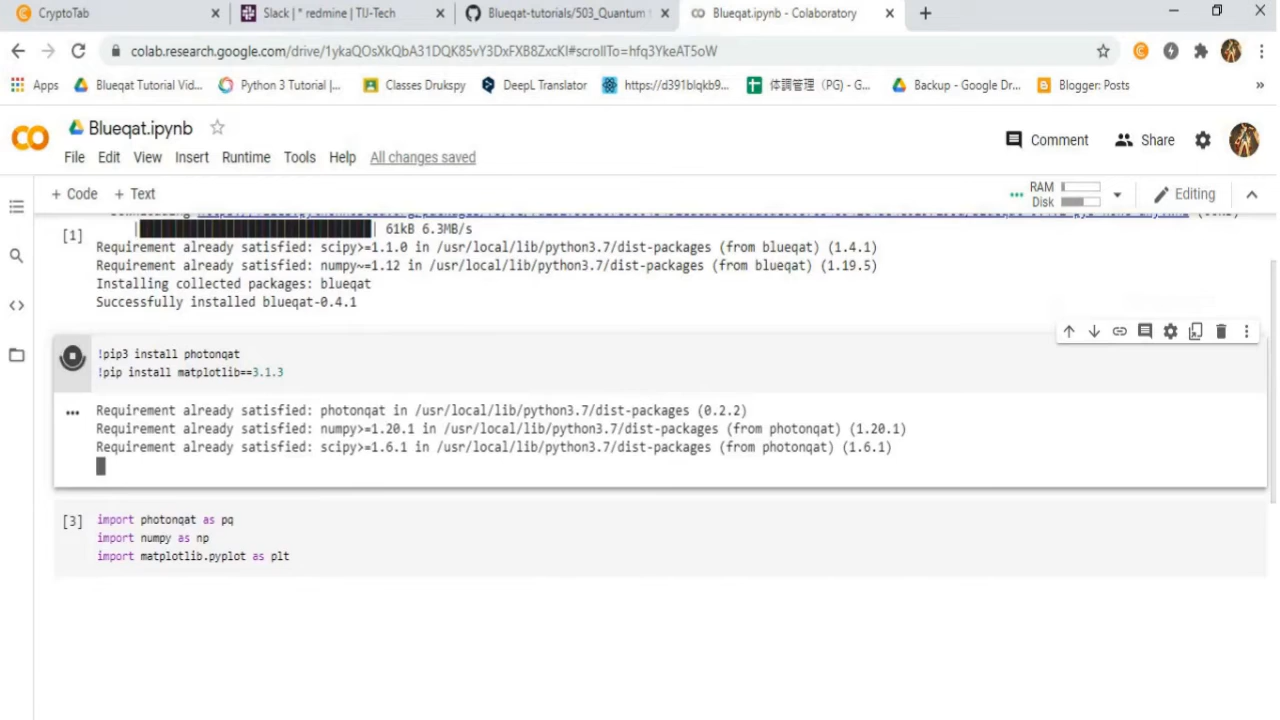 CryptoTab
Slack | * redmine | TIJ-Tech
Blueqat-tutorials/503_Quantum
Blueqat.ipynb - Colaboratory
colab.research.google.com/drive/1ykaQOsXkQbA31DQK85vY3DxFXB8ZxcKl#scrollTo=hfq3YkeAT5oW
Apps
Blueqat Tutorial Vid...
Python 3 Tutorial |...
Classes Drukspy
DeepL Translator
https://d391blqkb9...
体調管理（PG）- G...
Backup - Google Dr...
Blogger: Posts
»
Blueqat.ipynb
Comment
Share
File Edit View Insert Runtime Tools Help All changes saved
+ Code + Text
RAM
Disk
Editing
[1]
61kB 6.3MB/s
Requirement already satisfied: scipy>=1.1.0 in /usr/local/lib/python3.7/dist-packages (from blueqat) (1.4.1)
Requirement already satisfied: numpy~=1.12 in /usr/local/lib/python3.7/dist-packages (from blueqat) (1.19.5)
Installing collected packages: blueqat
Successfully installed blueqat-0.4.1
!pip3 install photonqat
!pip install matplotlib==3.1.3
Requirement already satisfied: photonqat in /usr/local/lib/python3.7/dist-packages (0.2.2)
Requirement already satisfied: numpy>=1.20.1 in /usr/local/lib/python3.7/dist-packages (from photonqat) (1.20.1)
Requirement already satisfied: scipy>=1.6.1 in /usr/local/lib/python3.7/dist-packages (from photonqat) (1.6.1)
[3]
import photonqat as pq
import numpy as np
import matplotlib.pyplot as plt